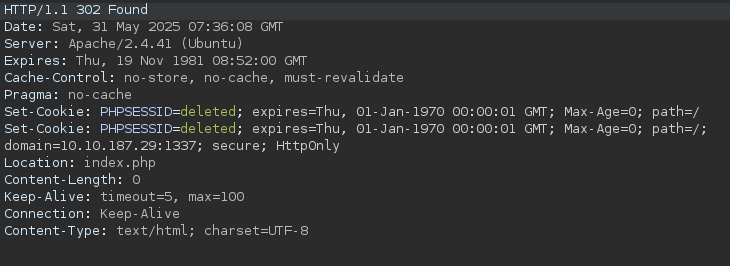 HTTP/1.1 302 Found
Date: Sat, 31 May 2025 07:36:08 GMT
Server: Apache/2.4.41 (Ubuntu)
Expires: Thu, 19 Nov 1981 08:52:00 GMT
Cache-Control: no-store, no-cache, must-revalidate
Pragma: no-cache
Set-Cookie: PHPSESSID=deleted; expires=Thu, 01-Jan-1970 00:00:01 GMT; Max-Age=0; path=/
Set-Cookie: PHPSESSID=deleted; expires=Thu, 01-Jan-1970 00:00:01 GMT; Max-Age=0; path=/;
domain=10.10.187.29:1337; secure; HttpOnly
Location: index.php
Content-Length: 0
Keep-Alive: timeout=5, max=100
Connection: Keep-Alive
Content-Type: text/html; charset=UTF-8